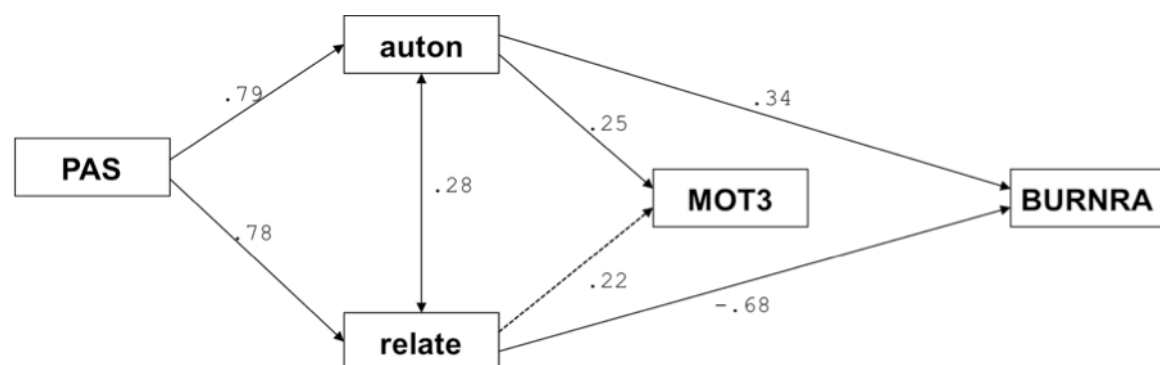 auton
.79
.34
.25
PAS
.28
MOT3
BURNRA
.78
.22
-.68
relate